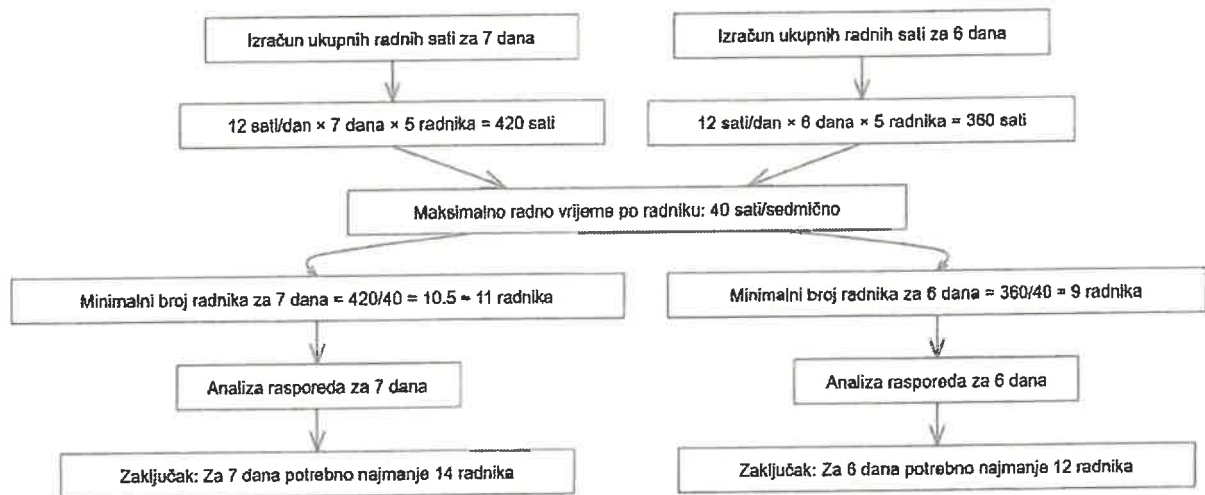 Izračun ukupnih radnih sati za 7 dana
Izračun ukupnih radnih sati za 6 dana
12 sati/dan × 7 dana × 5 radnika = 420 sati
12 sati/dan × 6 dana × 5 radnika = 360 sati
Maksimalno radno vrijeme po radniku: 40 sati/sedmično
Minimalni broj radnika za 7 dana = 420/40 = 10.5 ≈ 11 radnika
Minimalni broj radnika za 6 dana = 360/40 = 9 radnika
Analiza rasporeda za 7 dana
Analiza rasporeda za 6 dana
Zaključak: Za 7 dana potrebno najmanje 14 radnika
Zaključak: Za 6 dana potrebno najmanje 12 radnika